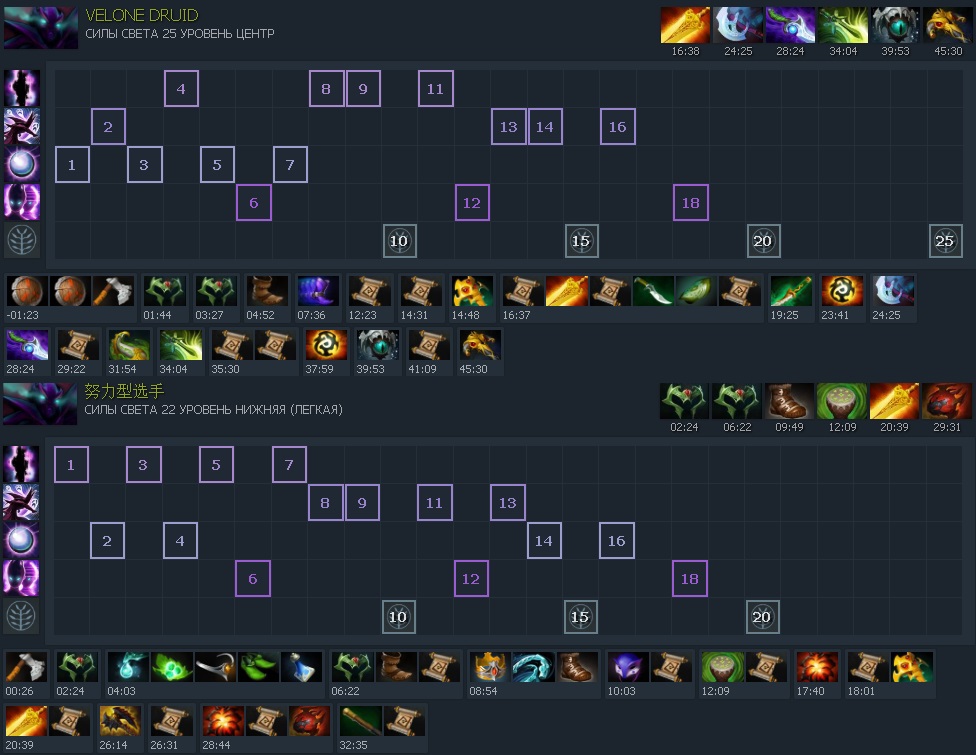 VELONE DRUID
СИЛЫ СВЕТА 25 УРОВЕНЬ ЦЕНТР
16:38 24:25 28:24 34:04 39:53 45:30
4 8 9 11
2 13 14 16
1 3 5 7
6 12 18
10 15 20 25
-01:23 01:44 03:27 04:52 07:36 12:23 14:31 14:48 16:37 19:25 23:41 24:25
28:24 29:22 31:54 34:04 35:30 37:59 39:53 41:09 45:30
努力型选手
СИЛЫ СВЕТА 22 УРОВЕНЬ НИЖНЯЯ (ЛЕГКАЯ)
02:24 06:22 09:49 12:09 20:39 29:31
1 3 5 7
8 9 11 13
2 4 14 16
6 12 18
10 15 20
00:26 02:24 04:03 06:22 08:54 10:03 12:09 17:40 18:01
20:39 26:14 26:31 28:44 32:35